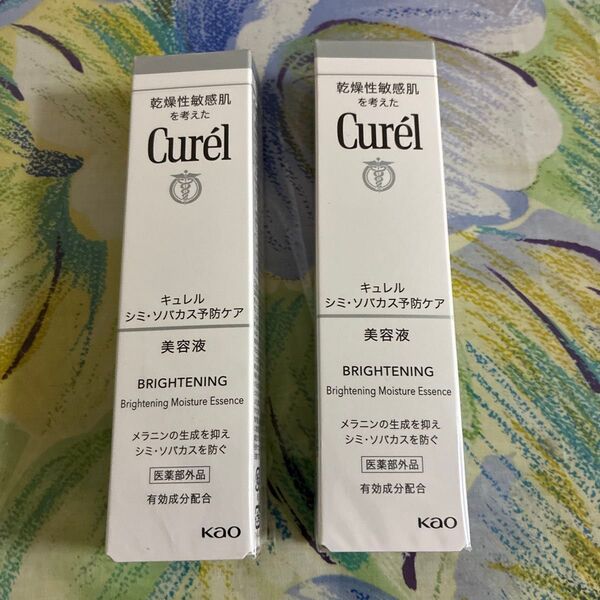 乾燥性敏感肌
を考えた
Curél
キュレル
シミ・ソバカス予防ケア
美容液
BRIGHTENING
Brightening Moisture Essence
メラニンの生成を抑え
シミ・ソバカスを防ぐ
医薬部外品
有効成分配合
Kao
乾燥性敏感肌
を考えた
Curél
キュレル
シミ・ソバカス予防ケア
美容液
BRIGHTENING
Brightening Moisture Essence
メラニンの生成を抑え
シミ・ソバカスを防ぐ
医薬部外品
有効成分配合
Kao